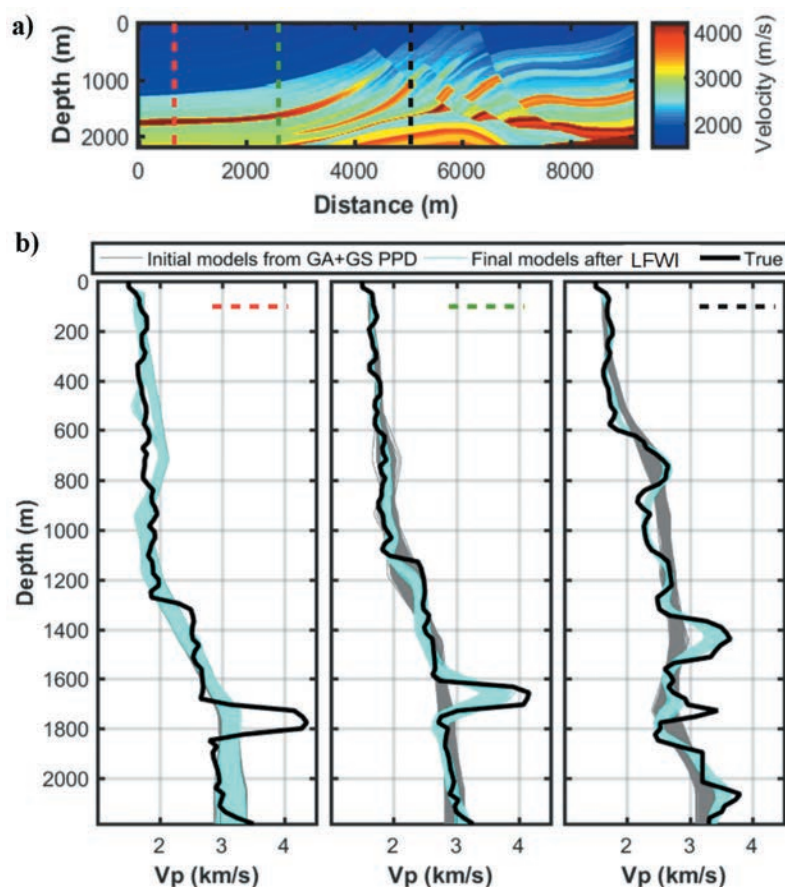 a)
Depth (m)
0
1000
2000
0 2000 4000 6000 8000
Distance (m)
4000
3000
2000
Velocity (m/s)
b)
Initial models from GA+GS PPD Final models after LFWI True
Depth (m)
0
200
400
600
800
1000
1200
1400
1600
1800
2000
2 3 4
Vp (km/s)
2 3 4
Vp (km/s)
2 3 4
Vp (km/s)